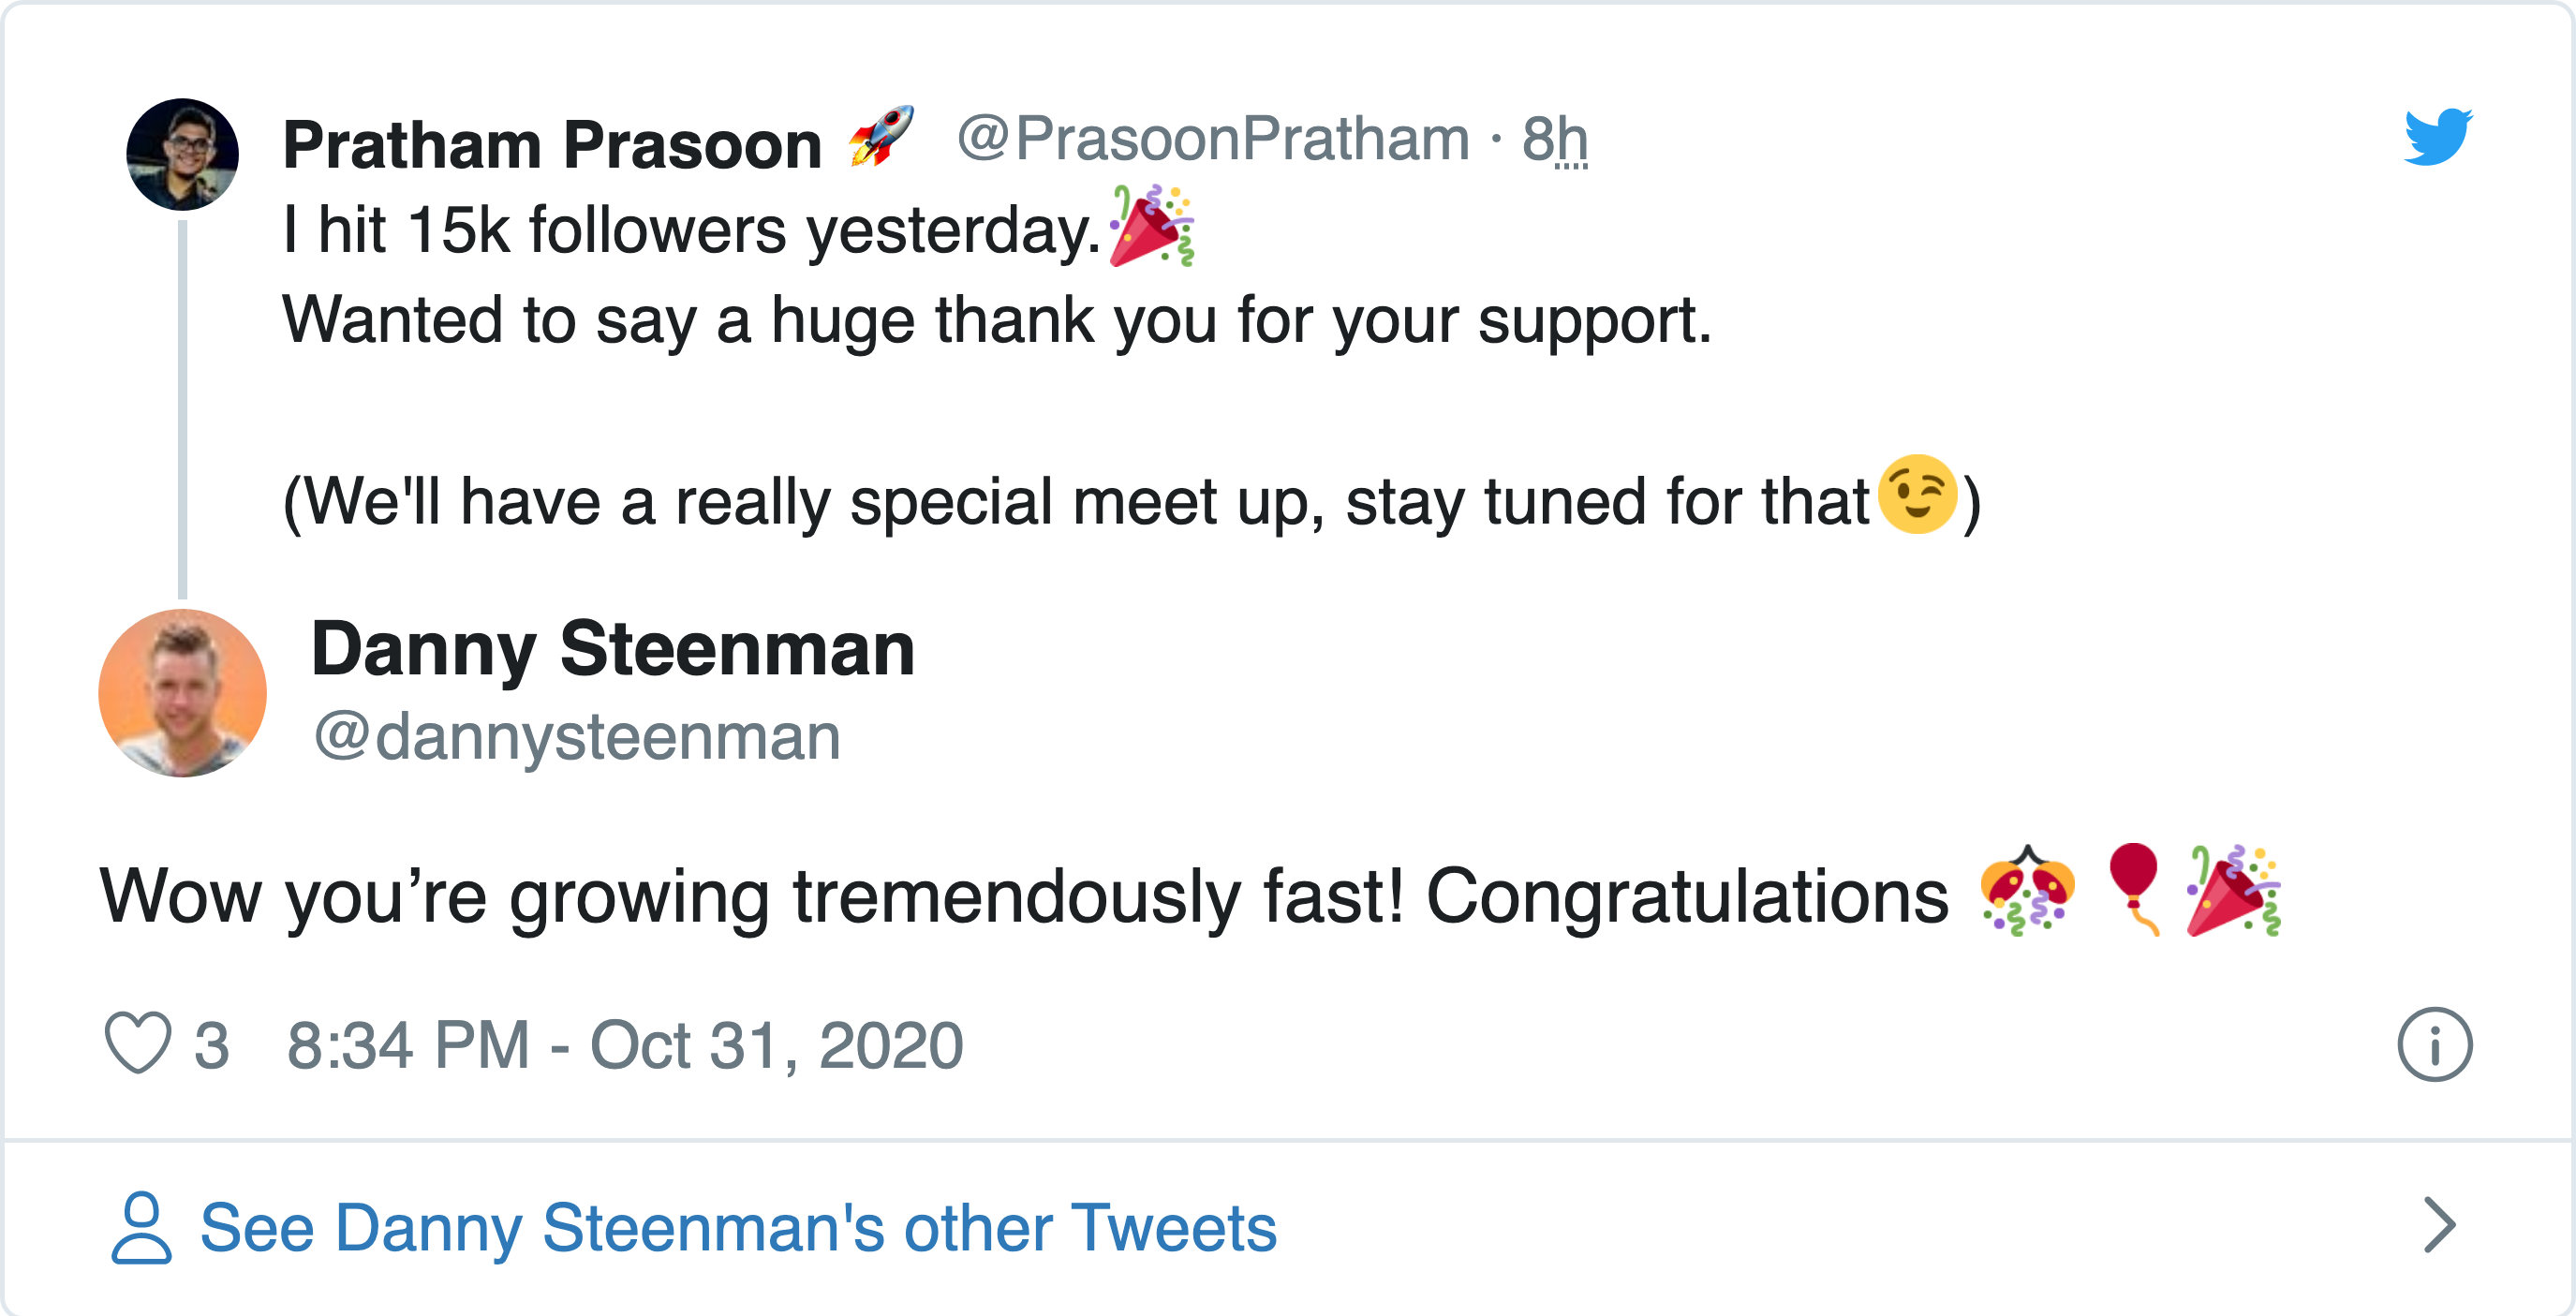 Pratham Prasoon 🚀 @PrasoonPratham · 8h
I hit 15k followers yesterday.🎉
Wanted to say a huge thank you for your support.
(We'll have a really special meet up, stay tuned for that😉)
Danny Steenman
@dannysteenman
Wow you’re growing tremendously fast! Congratulations 🎊 🎈 🎉
3 8:34 PM - Oct 31, 2020
See Danny Steenman's other Tweets